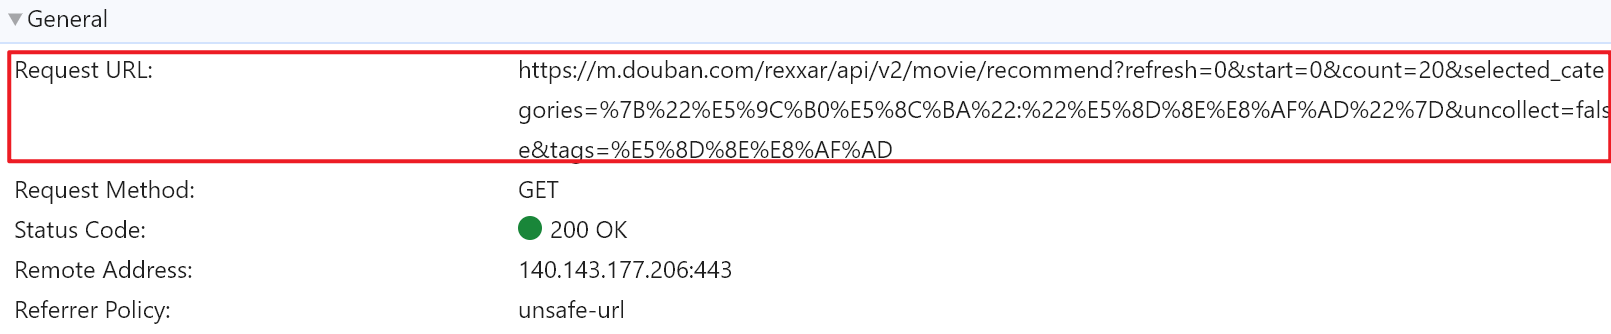 General
Request URL: https://m.douban.com/rexxar/api/v2/movie/recommend?refresh=0&start=0&count=20&selected_cate
gories=%7B%22%E5%9C%B0%E5%8C%BA%22:%22%E5%8D%8E%E8%AF%AD%22%7D&uncollect=fals
e&tags=%E5%8D%8E%E8%AF%AD
Request Method: GET
Status Code: 200 OK
Remote Address: 140.143.177.206:443
Referrer Policy: unsafe-url